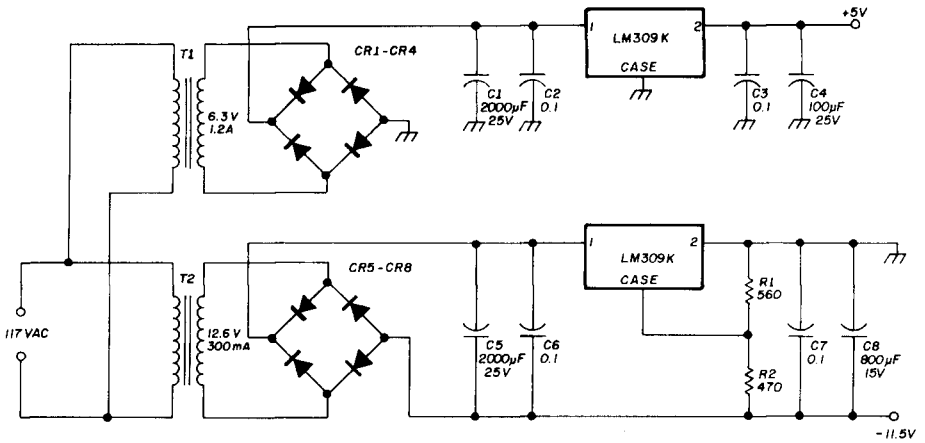 +5V
1 LM309K 2
CASE
T1
CR1-CR4
6.3V
1.2A
C1
2000µF
25V
C2
0.1
C3
0.1
C4
100µF
25V
1 LM309K 2
CASE
T2
CR5-CR8
117VAC
12.6V
300mA
C5
2000µF
25V
C6
0.1
R1
560
R2
470
C7
0.1
C8
800µF
15V
-11.5V